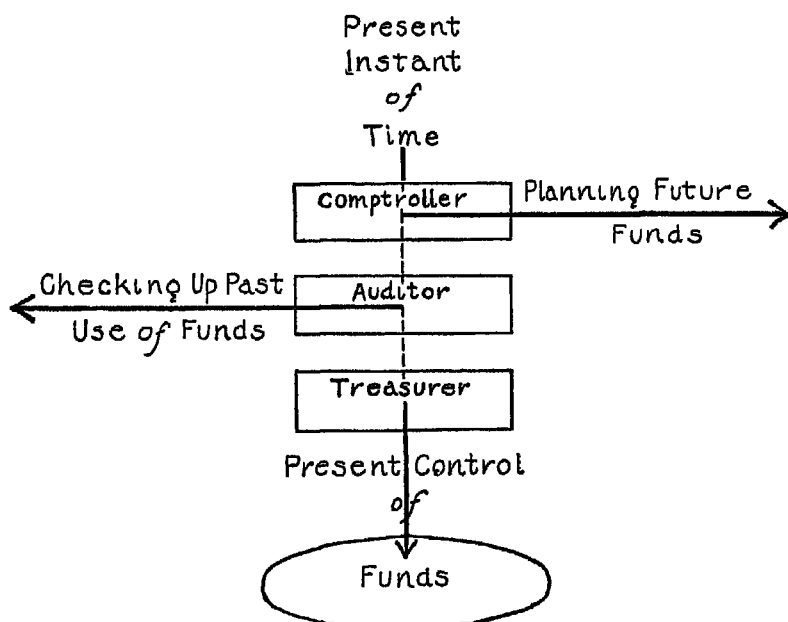 Present
Instant
of
Time
Comptroller
Planning Future
Funds
Checking Up Past
Use of Funds
Auditor
Treasurer
Present Control
of
Funds